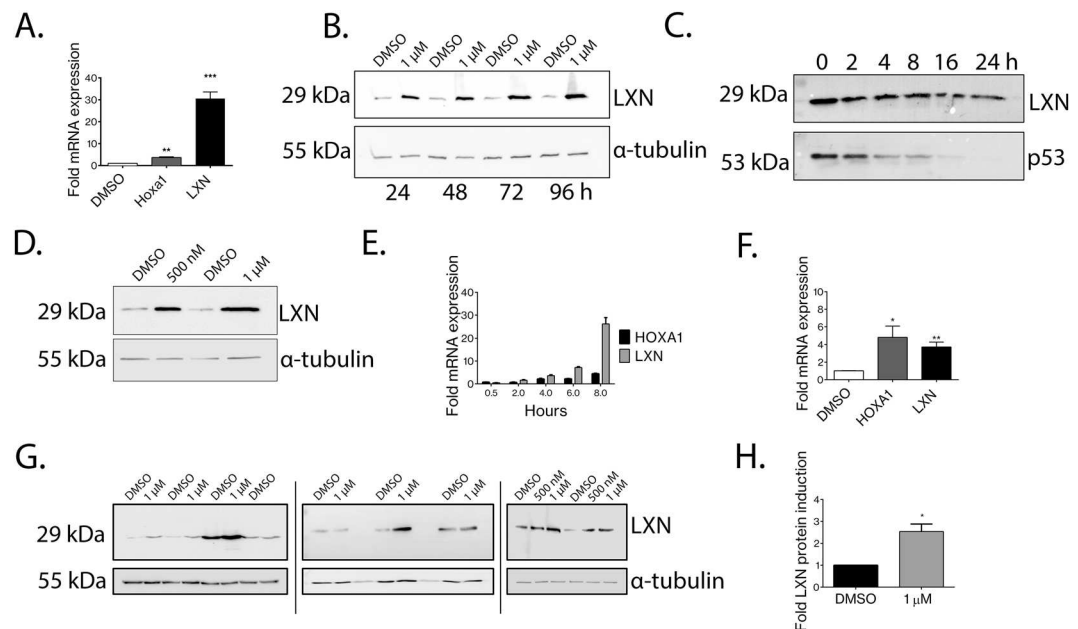 A.
Fold mRNA expression
40
30
20
10
0
**
***
DMSO
Hoxa1
LXN
B.
DMSO 1 µM DMSO 1 µM DMSO 1 µM DMSO 1 µM
29 kDa LXN
55 kDa α-tubulin
24 48 72 96 h
C.
0 2 4 8 16 24 h
29 kDa LXN
53 kDa p53
D.
DMSO 500 nM DMSO 1 µM
29 kDa LXN
55 kDa α-tubulin
E.
Fold mRNA expression
40
30
20
10
0
0.5 2.0 4.0 6.0 8.0
Hours
HOXA1
LXN
F.
Fold mRNA expression
10
8
6
4
2
0
*
**
DMSO
HOXA1
LXN
G.
DMSO 1 µM DMSO 1 µM DMSO 1 µM DMSO DMSO 1 µM DMSO 1 µM DMSO 1 µM DMSO 500 nM 1 µM DMSO 500 nM 1 µM
29 kDa LXN
55 kDa α-tubulin
H.
Fold LXN protein induction
4
3
2
1
0
*
DMSO 1 µM